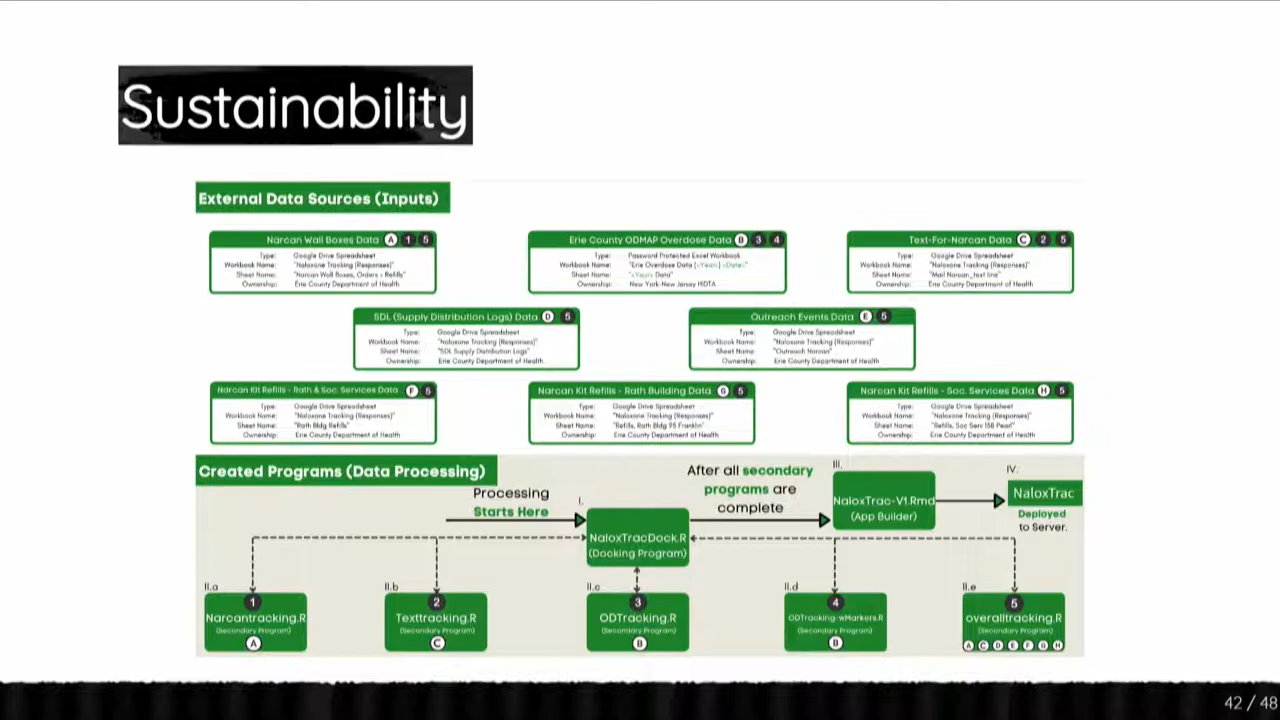 Sustainability
External Data Sources (Inputs)
Narcan Wall Boxes Data A 1 5
Type: Google Drive Spreadsheet
Workbook Name: "Naloxone Tracking (Responses)"
Sheet Name: "Narcan Wall Boxes, Orders + Refills"
Ownership: Erie County Department of Health
Erie County ODMAP Overdose Data B 3 4
Type: Password Protected Excel Workbook
Workbook Name: "Erie Overdose Data [<Year>] <Date>"
Sheet Name: "<Year> Data"
Ownership: New York-New Jersey HIDTA
Text-For-Narcan Data C 2 5
Type: Google Drive Spreadsheet
Workbook Name: "Naloxone Tracking (Responses)"
Sheet Name: "Mail Narcan_text line"
Ownership: Erie County Department of Health
SDL (Supply Distribution Logs) Data D 5
Type: Google Drive Spreadsheet
Workbook Name: "Naloxone Tracking (Responses)"
Sheet Name: "SDL Supply Distribution Logs"
Ownership: Erie County Department of Health
Outreach Events Data E 5
Type: Google Drive Spreadsheet
Workbook Name: "Naloxone Tracking (Responses)"
Sheet Name: "Outreach Narcan"
Ownership: Erie County Department of Health
Narcan Kit Refills - Rath & Soc. Services Data F 5
Type: Google Drive Spreadsheet
Workbook Name: "Naloxone Tracking (Responses)"
Sheet Name: "Rath Bldg Refills"
Ownership: Erie County Department of Health
Narcan Kit Refills - Rath Building Data G 5
Type: Google Drive Spreadsheet
Workbook Name: "Naloxone Tracking (Responses)"
Sheet Name: "Refills, Rath Bldg 95 Franklin"
Ownership: Erie County Department of Health
Narcan Kit Refills - Soc. Services Data H 5
Type: Google Drive Spreadsheet
Workbook Name: "Naloxone Tracking (Responses)"
Sheet Name: "Refills, Soc Serv 158 Pearl"
Ownership: Erie County Department of Health
Created Programs (Data Processing)
Processing
Starts Here
I.
NaloxTracDock.R
(Docking Program)
After all secondary
programs are
complete
III.
NaloxTrac-V1.Rmd
(App Builder)
IV.
NaloxTrac
Deployed
to Server.
II.a
1
Narcantracking.R
(Secondary Program)
A
II.b
2
Texttracking.R
(Secondary Program)
C
II.c
3
ODTracking.R
(Secondary Program)
B
II.d
4
ODTracking-wMarkers.R
(Secondary Program)
B
II.e
5
overalltracking.R
(Secondary Program)
A C D E F G H
42 / 48